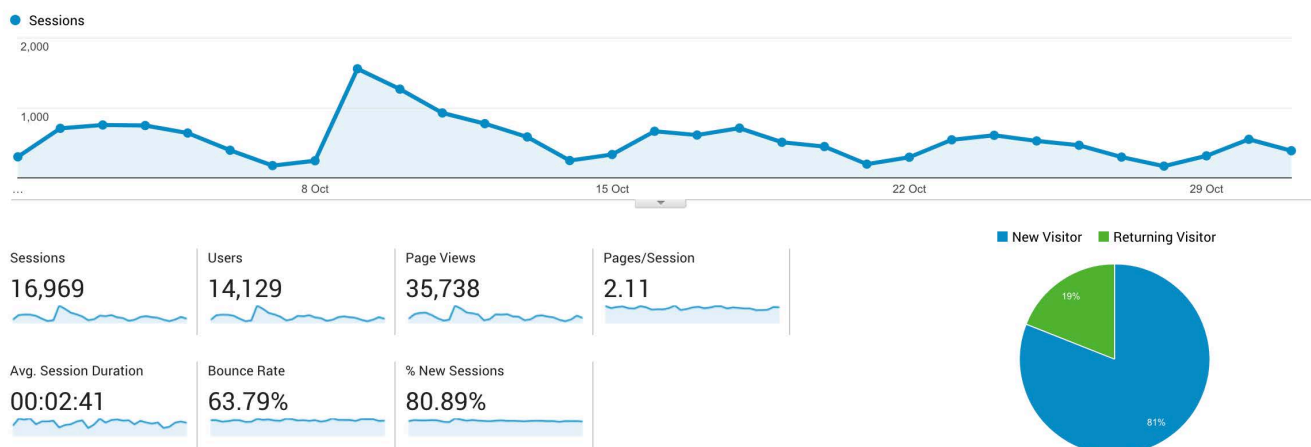 Sessions
2,000
1,000
...
8 Oct
15 Oct
22 Oct
29 Oct
New Visitor
Returning Visitor
Sessions
16,969
Users
14,129
Page Views
35,738
Pages/Session
2.11
19%
81%
Avg. Session Duration
00:02:41
Bounce Rate
63.79%
% New Sessions
80.89%